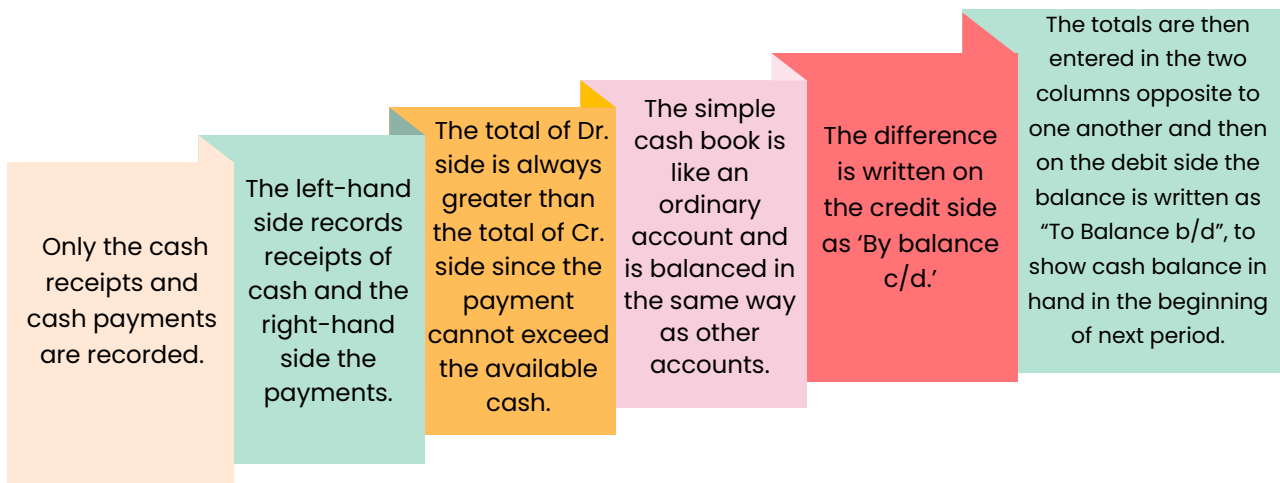 Only the cash
receipts and
cash payments
are recorded.
The left-hand
side records
receipts of
cash and the
right-hand
side the
payments.
The total of Dr.
side is always
greater than
the total of Cr.
side since the
payment
cannot exceed
the available
cash.
The simple
cash book is
like an
ordinary
account and
is balanced in
the same way
as other
accounts.
The difference
is written on
the credit side
as ‘By balance
c/d.’
The totals are then
entered in the two
columns opposite to
one another and then
on the debit side the
balance is written as
“To Balance b/d”, to
show cash balance in
hand in the beginning
of next period.